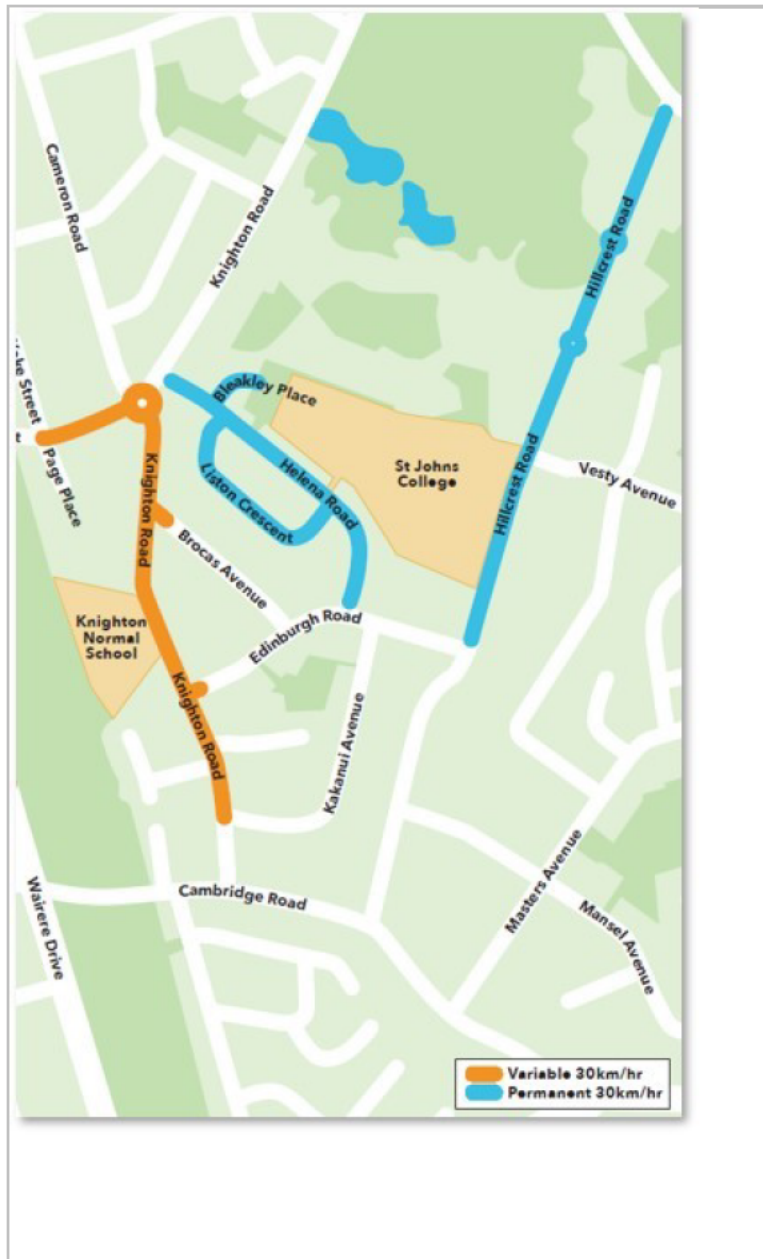 Cameron Road
Knighton Road
Hillcrest Road
Street
t
Page Place
Bleakley Place
Helena Road
Liston Crescent
St Johns
College
Hillcrest Road
Vesty Avenue
Knighton Road
Brocas Avenue
Knighton
Normal
School
Edinburgh Road
Knighton Road
Kakanui Avenue
Wairere Drive
Cambridge Road
Masters Avenue
Mansel Avenue
Variable 30km/hr
Permanent 30km/hr